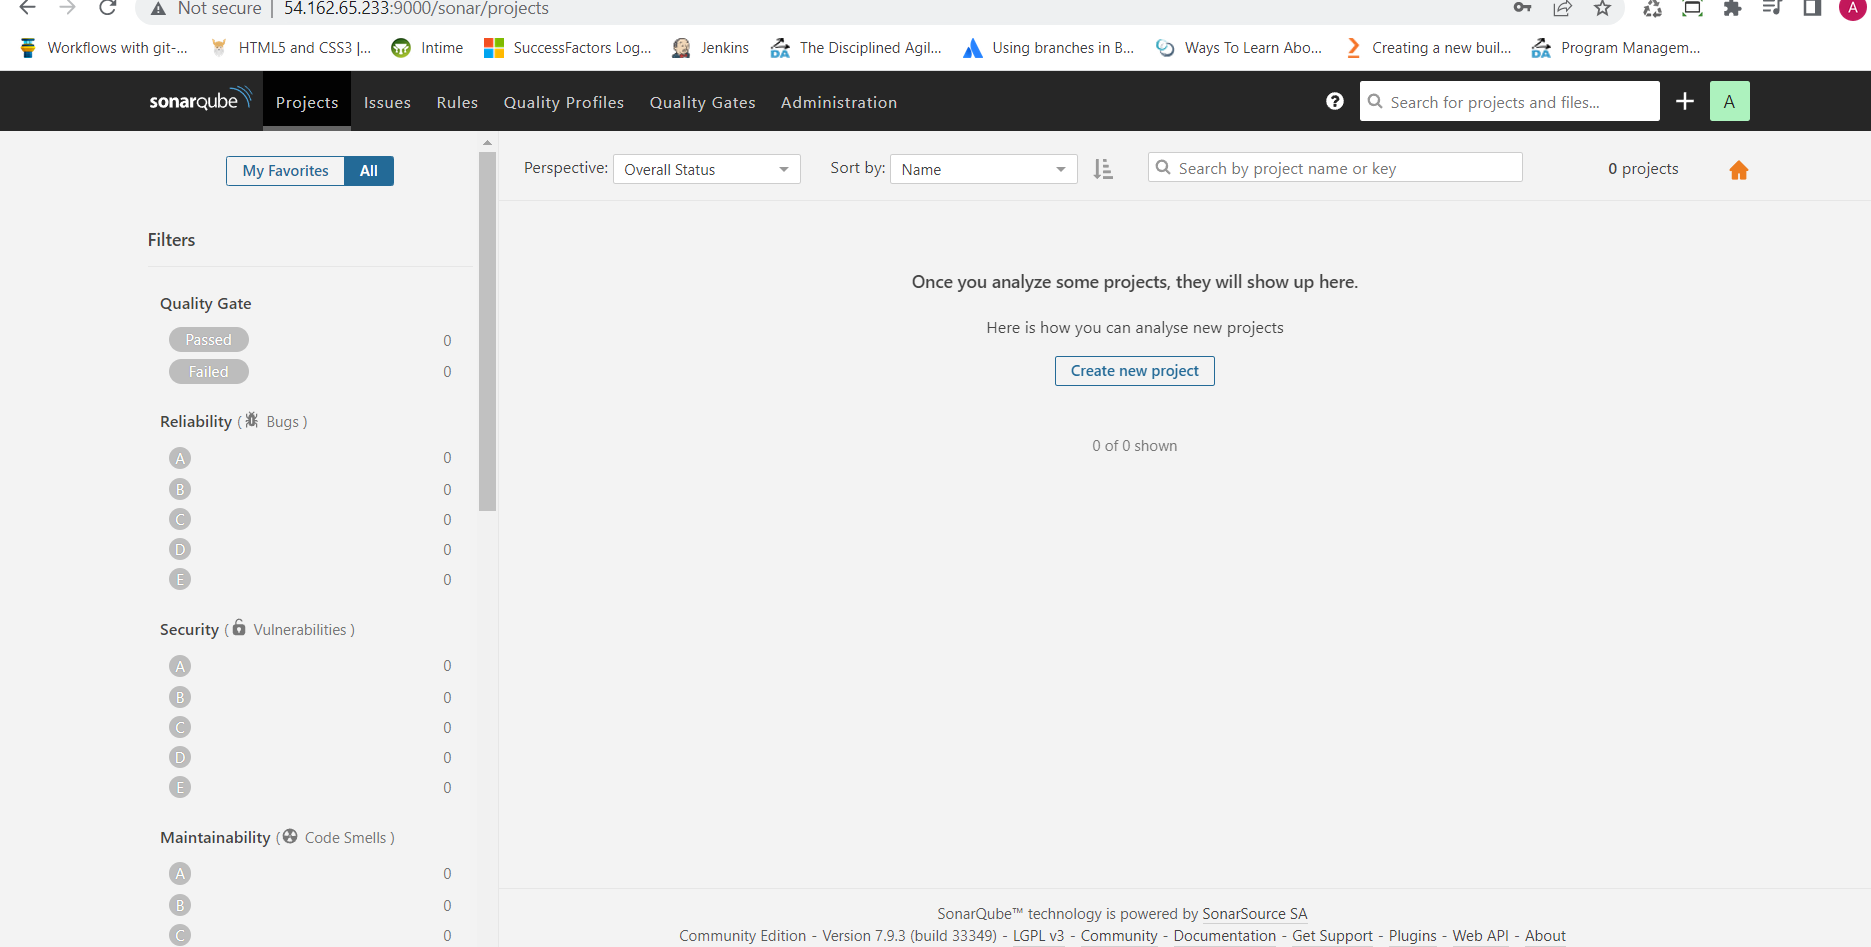 Not secure | 54.162.65.233:9000/sonar/projects A
Workflows with git-... HTML5 and CSS3 |... Intime SuccessFactors Log... Jenkins The Disciplined Agil... Using branches in B... Ways To Learn Abo... Creating a new buil... DA Program Managem...
sonarqube Projects Issues Rules Quality Profiles Quality Gates Administration ? Search for projects and files... + A
My Favorites All
Perspective: Overall Status Sort by: Name Search by project name or key 0 projects
Filters
Quality Gate
Passed 0
Failed 0
Reliability ( Bugs )
A 0
B 0
C 0
D 0
E 0
Security ( Vulnerabilities )
A 0
B 0
C 0
D 0
E 0
Maintainability ( Code Smells )
A 0
B 0
C 0
Once you analyze some projects, they will show up here.
Here is how you can analyse new projects
Create new project
0 of 0 shown
SonarQube™ technology is powered by SonarSource SA
Community Edition - Version 7.9.3 (build 33349) - LGPL v3 - Community - Documentation - Get Support - Plugins - Web API - About